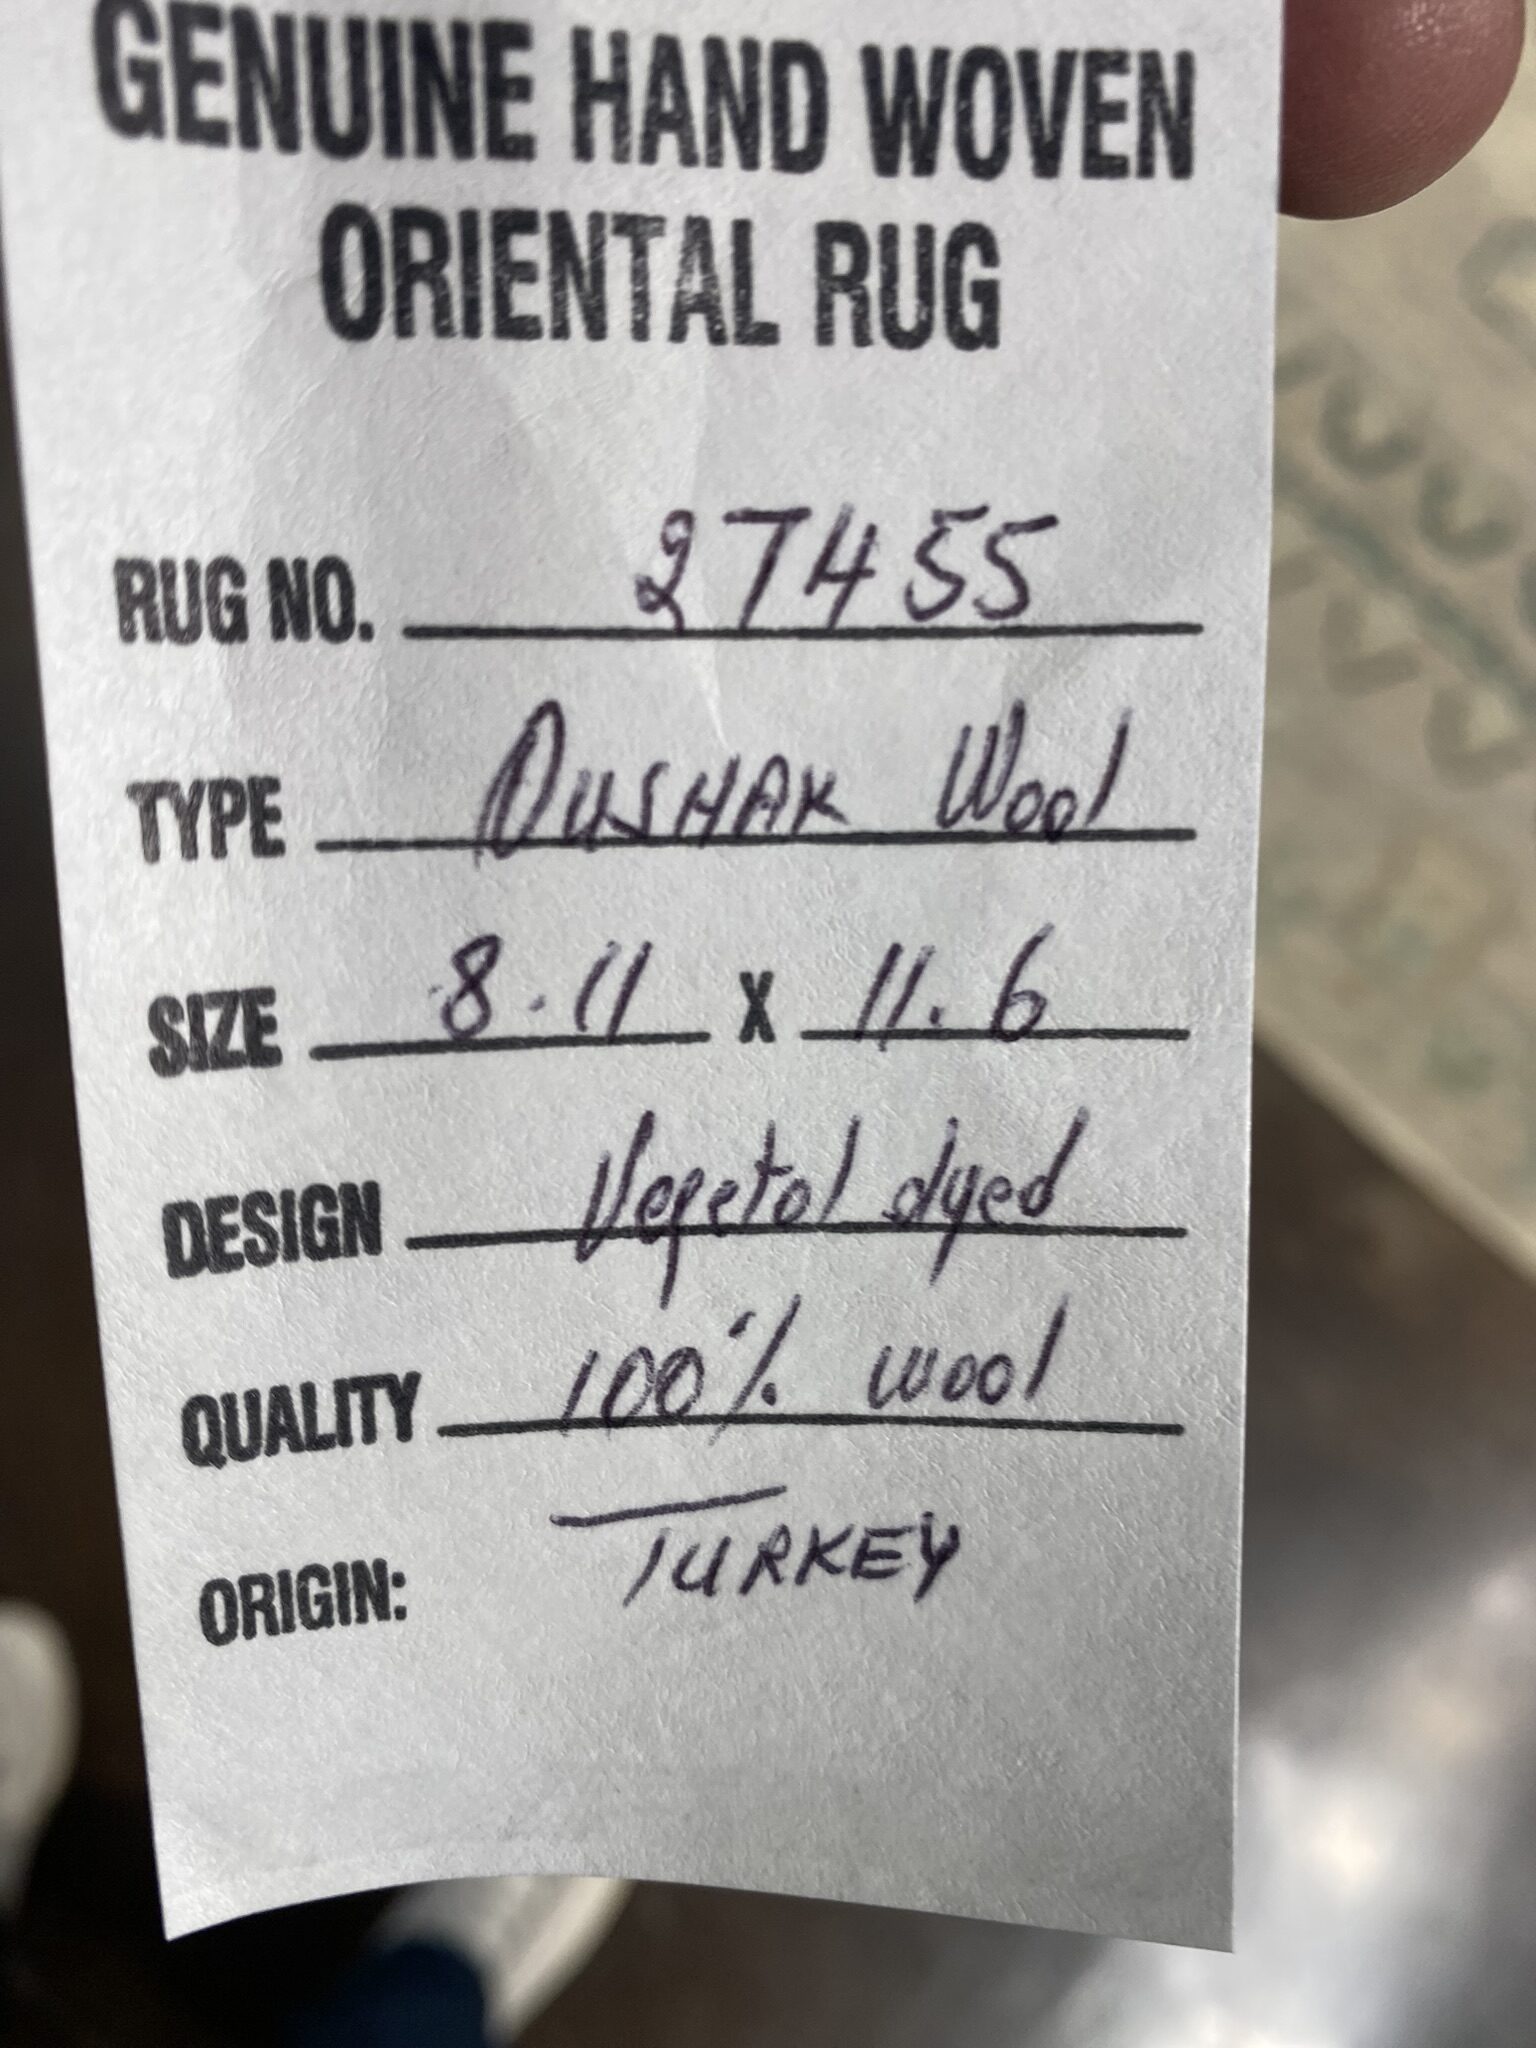 GENUINE HAND WOVEN
ORIENTAL RUG
RUG NO. 27455
TYPE OUSHAK Wool
SIZE 8.11 X 11.6
DESIGN Vegetal dyed
QUALITY 100% wool
ORIGIN: TURKEY